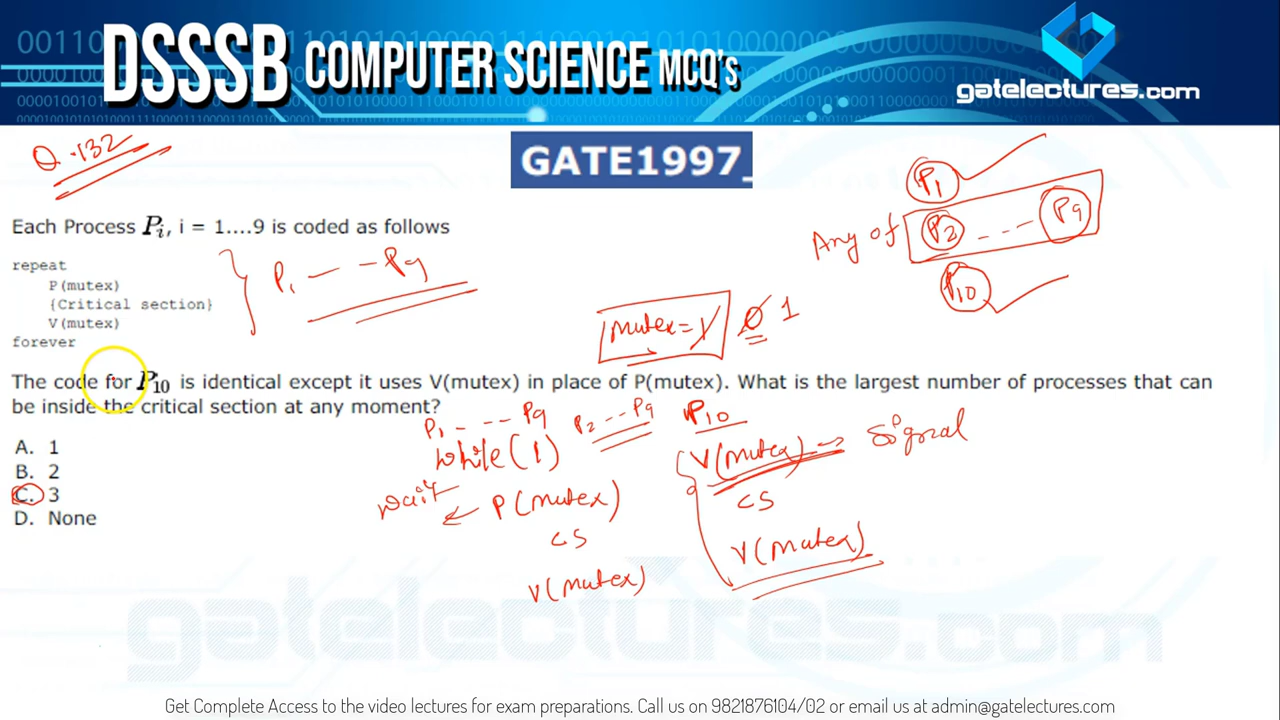 DSSSB COMPUTER SCIENCE MCQ's
gatelectures.com
Q.132
GATE1997_
P1
Any of P2 --- P9
P10
Each Process Pi, i = 1....9 is coded as follows
repeat
P(mutex)
{Critical section}
V(mutex)
forever
P1 --- P9
mutex = 1 0 1
The code for P10 is identical except it uses V(mutex) in place of P(mutex). What is the largest number of processes that can
be inside the critical section at any moment?
A. 1
B. 2
C. 3
D. None
P1 --- P9
while(1)
wait P(mutex)
CS
V(mutex)
P2 --- P9
P10
V(mutex) → Signal
CS
V(mutex)
gatelectures.com
Get Complete Access to the video lectures for exam preparations. Call us on 9821876104/02 or email us at admin@gatelectures.com